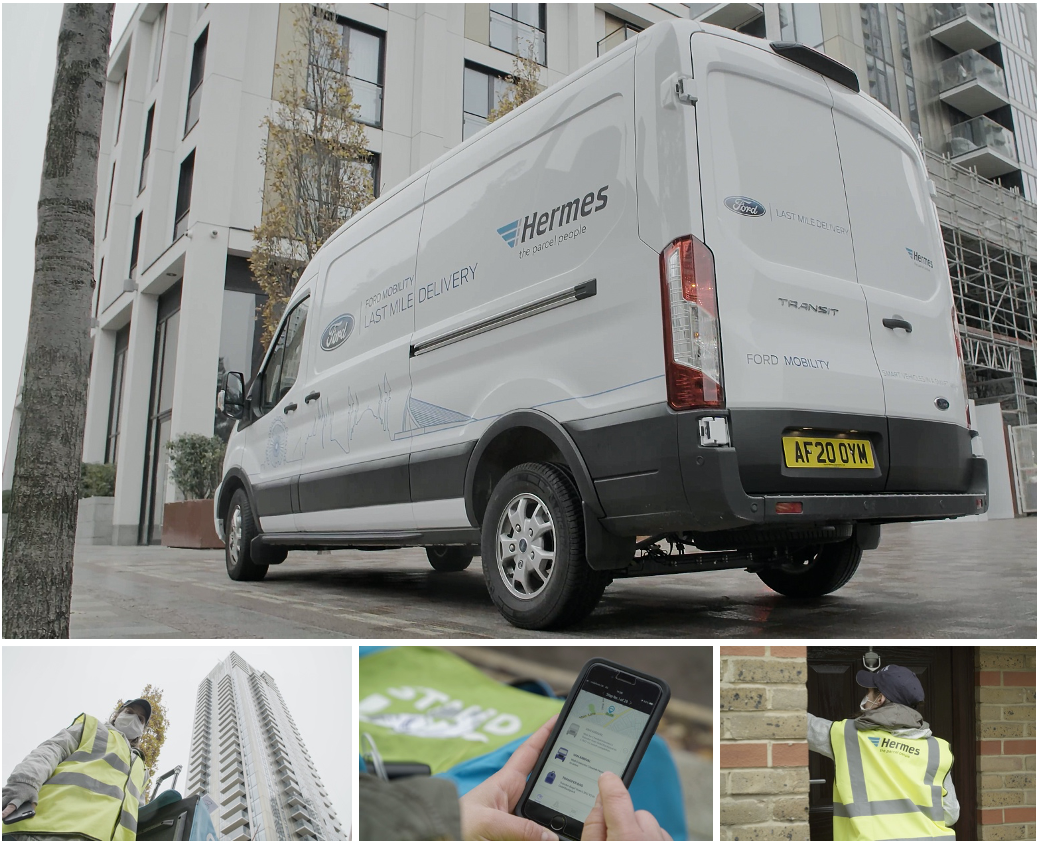 Hermes
the parcel people
FORD MOBILITY
LAST MILE DELIVERY
Ford
Ford
LAST MILE DELIVERY
Hermes
TRANSIT
FORD MOBILITY
AF20 OYM
Hermes